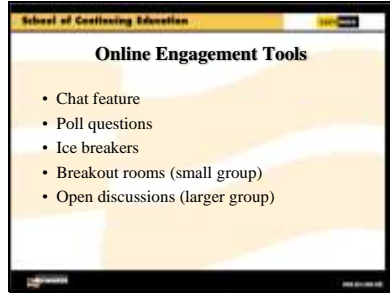 School of Continuing Education
Online Engagement Tools
• Chat feature
• Poll questions
• Ice breakers
• Breakout rooms (small group)
• Open discussions (larger group)